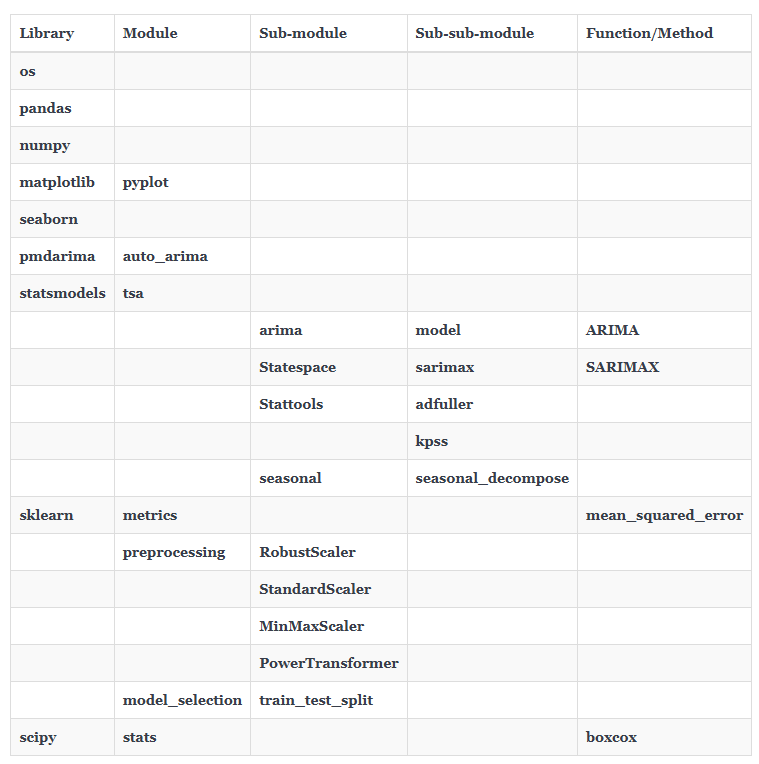 Library Module Sub-module Sub-sub-module Function/Method
os
pandas
numpy
matplotlib pyplot
seaborn
pmdarima auto_arima
statsmodels tsa
arima model ARIMA
Statespace sarimax SARIMAX
Stattools adfuller
kpss
seasonal seasonal_decompose
sklearn metrics mean_squared_error
preprocessing RobustScaler
StandardScaler
MinMaxScaler
PowerTransformer
model_selection train_test_split
scipy stats boxcox